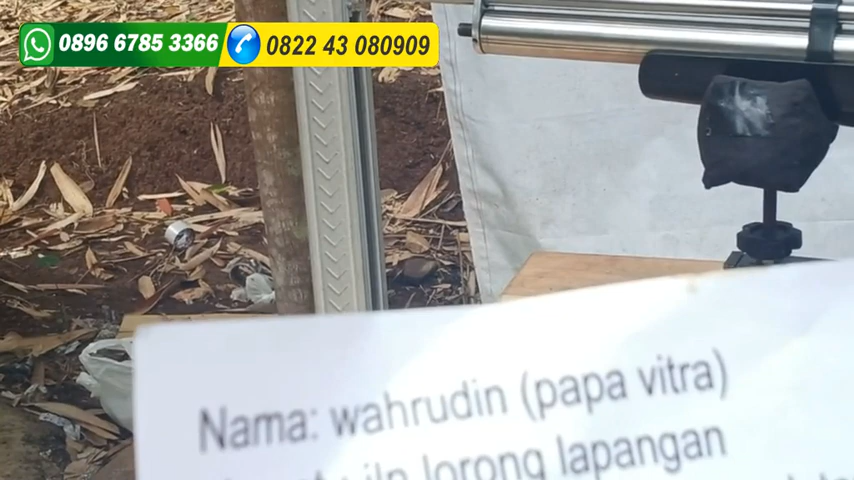 0896 6785 3366
0822 43 080909
Nama: wahrudin (papa vitra)
jln lorong lapangan